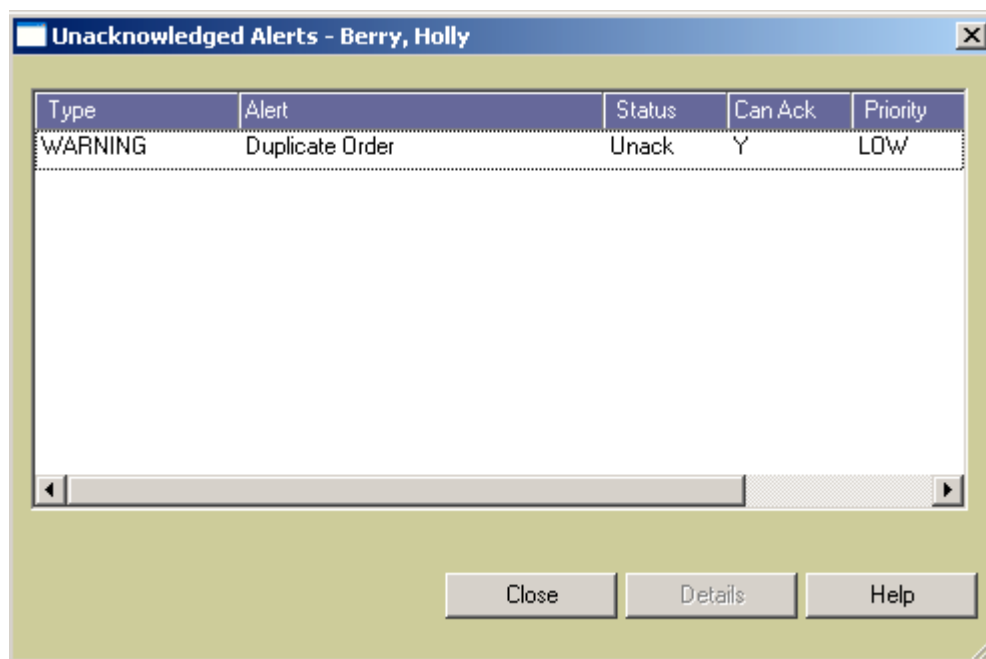 Unacknowledged Alerts - Berry, Holly
Type Alert Status Can Ack Priority
WARNING Duplicate Order Unack Y LOW
Close Details Help